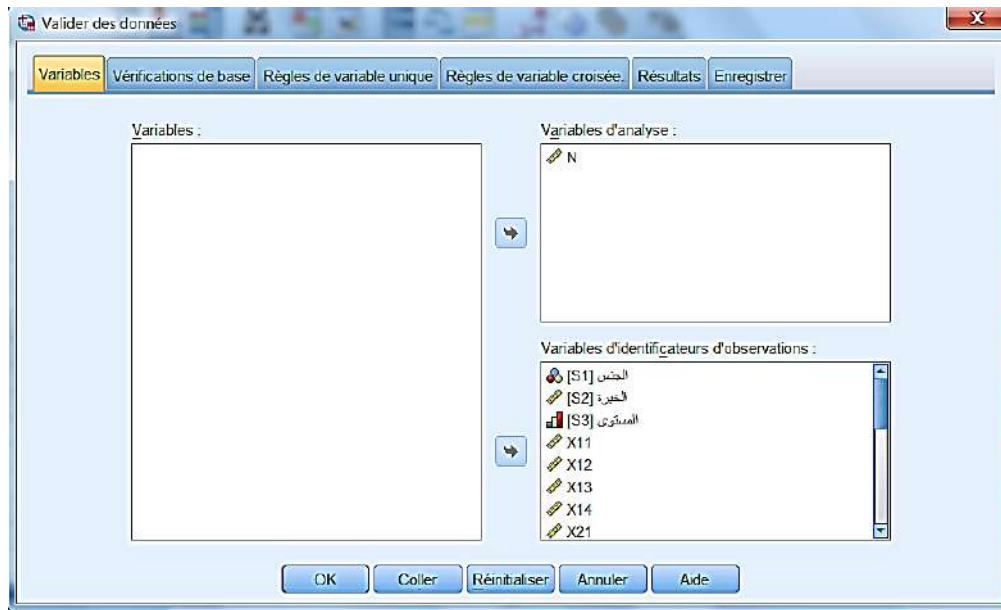 Valider des données
X
Variables
Vérifications de base
Règles de variable unique
Règles de variable croisée.
Résultats
Enregistrer
Variables :
Variables d'analyse :
N
Variables d'identificateurs d'observations :
الجنس [S1]
الخبرة [S2]
المستوى [S3]
X11
X12
X13
X14
X21
OK
Coller
Réinitialiser
Annuler
Aide